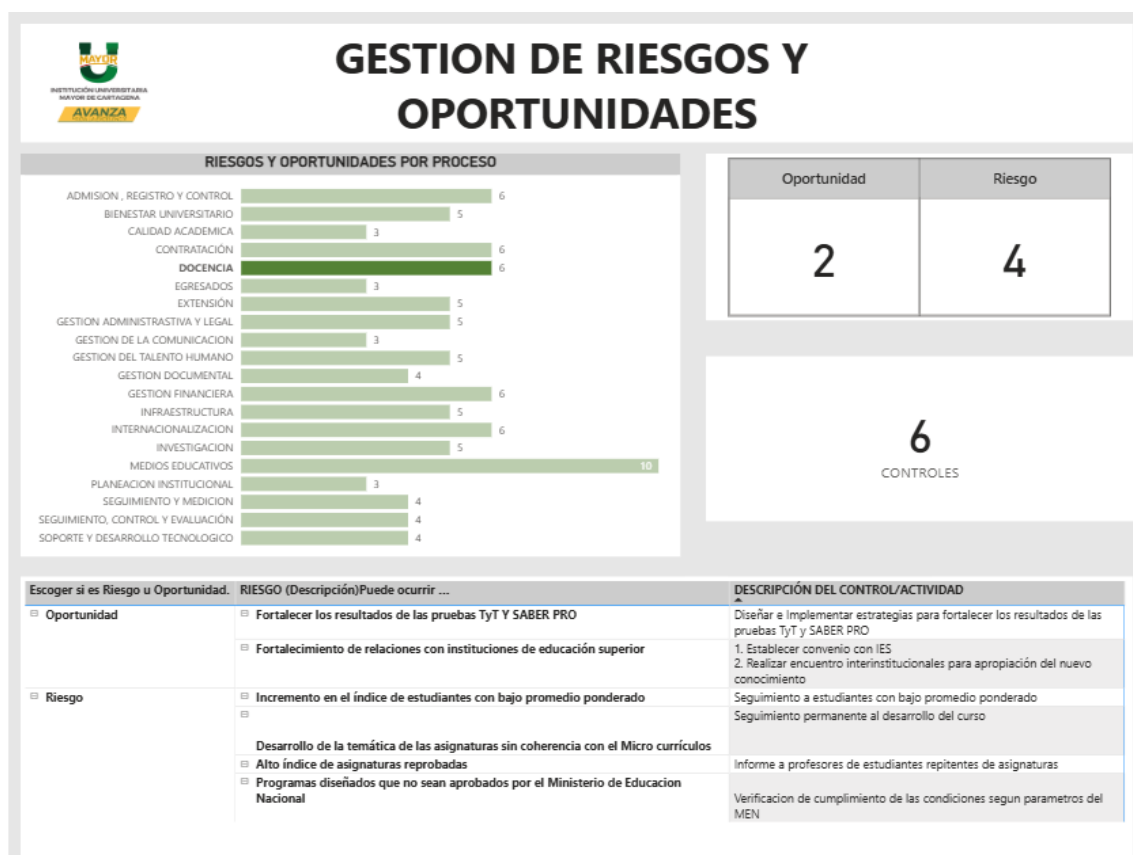 MAYOR
INSTITUCIÓN UNIVERSITARIA
MAYOR DE CARTAGENA
AVANZA
GESTION DE RIESGOS Y
OPORTUNIDADES
RIESGOS Y OPORTUNIDADES POR PROCESO
ADMISION , REGISTRO Y CONTROL 6
BIENESTAR UNIVERSITARIO 5
CALIDAD ACADEMICA 3
CONTRATACIÓN 6
DOCENCIA 6
EGRESADOS 3
EXTENSIÓN 5
GESTION ADMINISTRASTIVA Y LEGAL 5
GESTION DE LA COMUNICACION 3
GESTION DEL TALENTO HUMANO 5
GESTION DOCUMENTAL 4
GESTION FINANCIERA 6
INFRAESTRUCTURA 5
INTERNACIONALIZACION 6
INVESTIGACION 5
MEDIOS EDUCATIVOS 10
PLANEACION INSTITUCIONAL 3
SEGUIMIENTO Y MEDICION 4
SEGUIMIENTO, CONTROL Y EVALUACIÓN 4
SOPORTE Y DESARROLLO TECNOLOGICO 4
Oportunidad Riesgo
2 4
6
CONTROLES
Escoger si es Riesgo u Oportunidad. RIESGO (Descripción)Puede ocurrir ... DESCRIPCIÓN DEL CONTROL/ACTIVIDAD
Oportunidad Fortalecer los resultados de las pruebas TyT Y SABER PRO Diseñar e Implementar estrategias para fortalecer los resultados de las
pruebas TyT y SABER PRO
Fortalecimiento de relaciones con instituciones de educación superior 1. Establecer convenio con IES
2. Realizar encuentro interinstitucionales para apropiación del nuevo
conocimiento
Riesgo Incremento en el índice de estudiantes con bajo promedio ponderado Seguimiento a estudiantes con bajo promedio ponderado
Seguimiento permanente al desarrollo del curso
Desarrollo de la temática de las asignaturas sin coherencia con el Micro currículos
Alto índice de asignaturas reprobadas Informe a profesores de estudiantes repitentes de asignaturas
Programas diseñados que no sean aprobados por el Ministerio de Educacion
Nacional Verificacion de cumplimiento de las condiciones segun parametros del
MEN